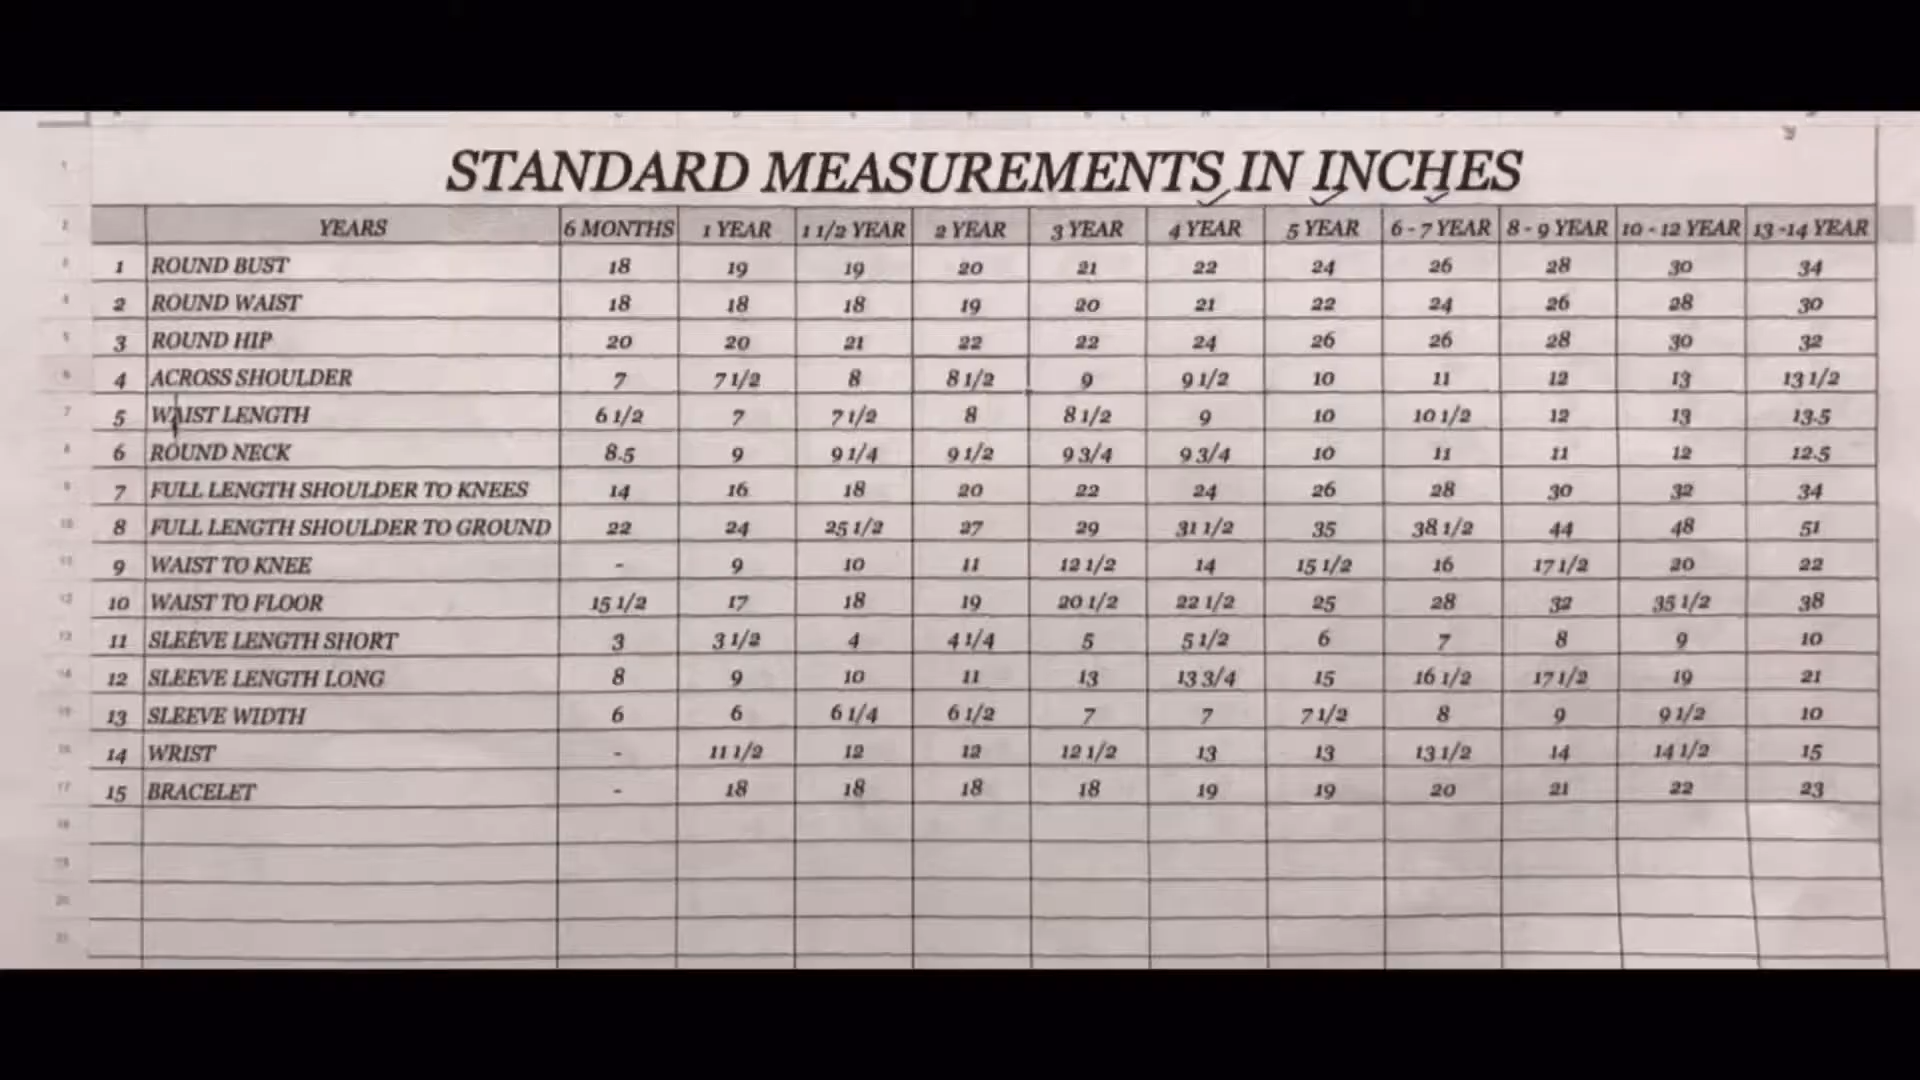 STANDARD MEASUREMENTS IN INCHES
YEARS 6 MONTHS 1 YEAR 1 1/2 YEAR 2 YEAR 3 YEAR 4 YEAR 5 YEAR 6 - 7 YEAR 8 - 9 YEAR 10 - 12 YEAR 13 -14 YEAR
1 ROUND BUST 18 19 19 20 21 22 24 26 28 30 34
2 ROUND WAIST 18 18 18 19 20 21 22 24 26 28 30
3 ROUND HIP 20 20 21 22 22 24 26 26 28 30 32
4 ACROSS SHOULDER 7 7 1/2 8 8 1/2 9 9 1/2 10 11 12 13 13 1/2
5 WAIST LENGTH 6 1/2 7 7 1/2 8 8 1/2 9 10 10 1/2 12 13 13.5
6 ROUND NECK 8.5 9 9 1/4 9 1/2 9 3/4 9 3/4 10 11 11 12 12.5
7 FULL LENGTH SHOULDER TO KNEES 14 16 18 20 22 24 26 28 30 32 34
8 FULL LENGTH SHOULDER TO GROUND 22 24 25 1/2 27 29 31 1/2 35 38 1/2 44 48 51
9 WAIST TO KNEE - 9 10 11 12 1/2 14 15 1/2 16 17 1/2 20 22
10 WAIST TO FLOOR 15 1/2 17 18 19 20 1/2 22 1/2 25 28 32 35 1/2 38
11 SLEEVE LENGTH SHORT 3 3 1/2 4 4 1/4 5 5 1/2 6 7 8 9 10
12 SLEEVE LENGTH LONG 8 9 10 11 13 13 3/4 15 16 1/2 17 1/2 19 21
13 SLEEVE WIDTH 6 6 6 1/4 6 1/2 7 7 7 1/2 8 9 9 1/2 10
14 WRIST - 11 1/2 12 12 12 1/2 13 13 13 1/2 14 14 1/2 15
15 BRACELET - 18 18 18 18 19 19 20 21 22 23